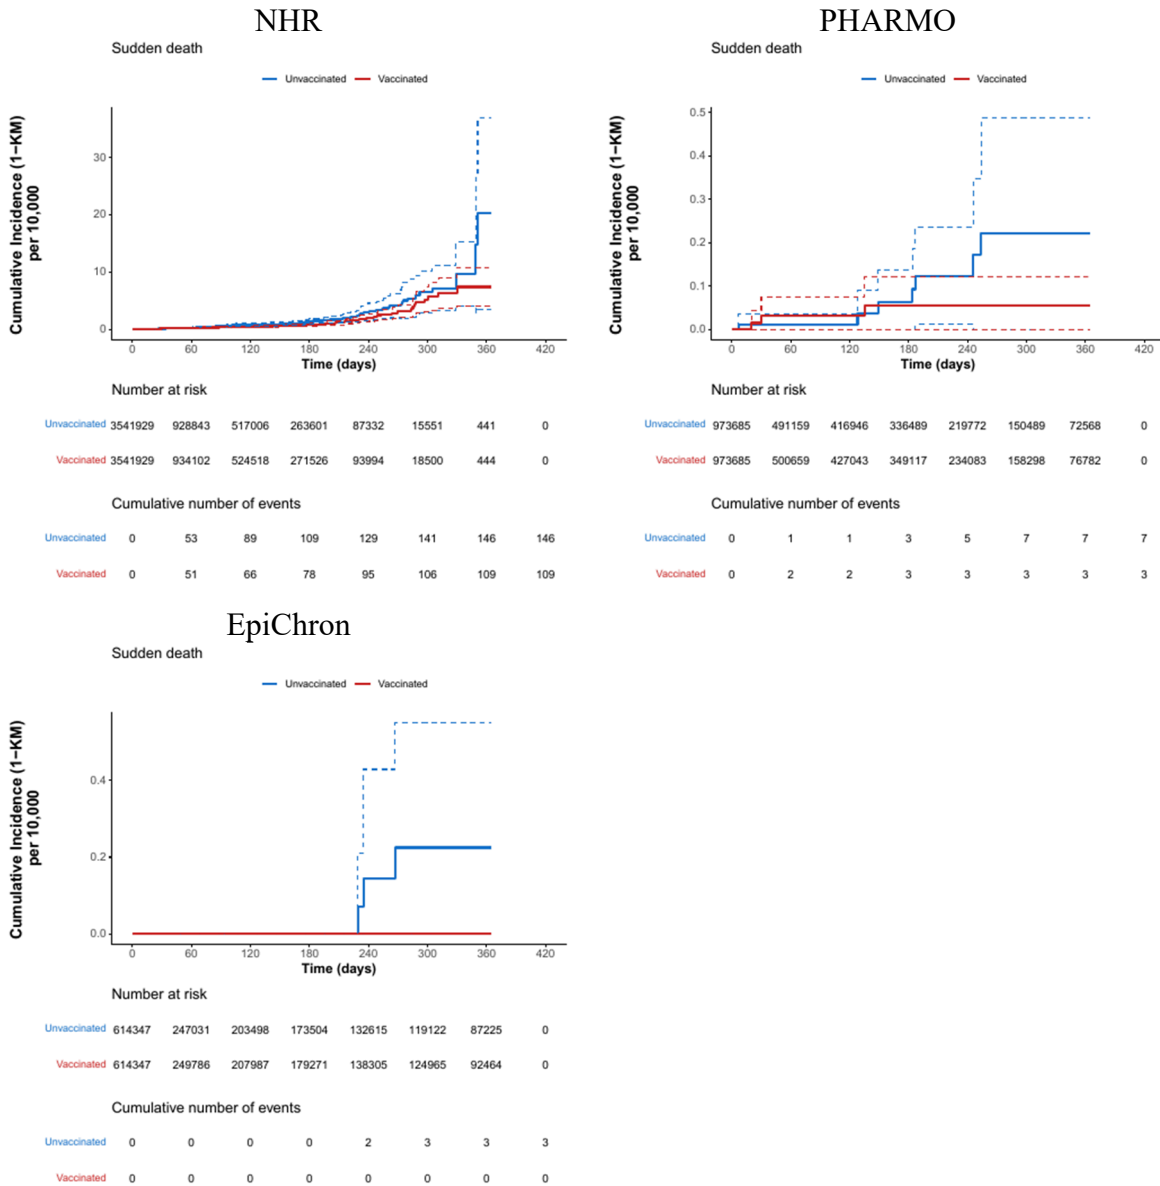 NHR
Sudden death
Unvaccinated Vaccinated
Cumulative Incidence (1−KM)
per 10,000
30
20
10
0
0 60 120 180 240 300 360 420
Time (days)
Number at risk
Unvaccinated 3541929 928843 517006 263601 87332 15551 441 0
Vaccinated 3541929 934102 524518 271526 93994 18500 444 0
Cumulative number of events
Unvaccinated 0 53 89 109 129 141 146 146
Vaccinated 0 51 66 78 95 106 109 109
PHARMO
Sudden death
Unvaccinated Vaccinated
Cumulative Incidence (1−KM)
per 10,000
0.5
0.4
0.3
0.2
0.1
0.0
0 60 120 180 240 300 360 420
Time (days)
Number at risk
Unvaccinated 973685 491159 416946 336489 219772 150489 72568 0
Vaccinated 973685 500659 427043 349117 234083 158298 76782 0
Cumulative number of events
Unvaccinated 0 1 1 3 5 7 7 7
Vaccinated 0 2 2 3 3 3 3 3
EpiChron
Sudden death
Unvaccinated Vaccinated
Cumulative Incidence (1−KM)
per 10,000
0.4
0.2
0.0
0 60 120 180 240 300 360 420
Time (days)
Number at risk
Unvaccinated 614347 247031 203498 173504 132615 119122 87225 0
Vaccinated 614347 249786 207987 179271 138305 124965 92464 0
Cumulative number of events
Unvaccinated 0 0 0 0 2 3 3 3
Vaccinated 0 0 0 0 0 0 0 0